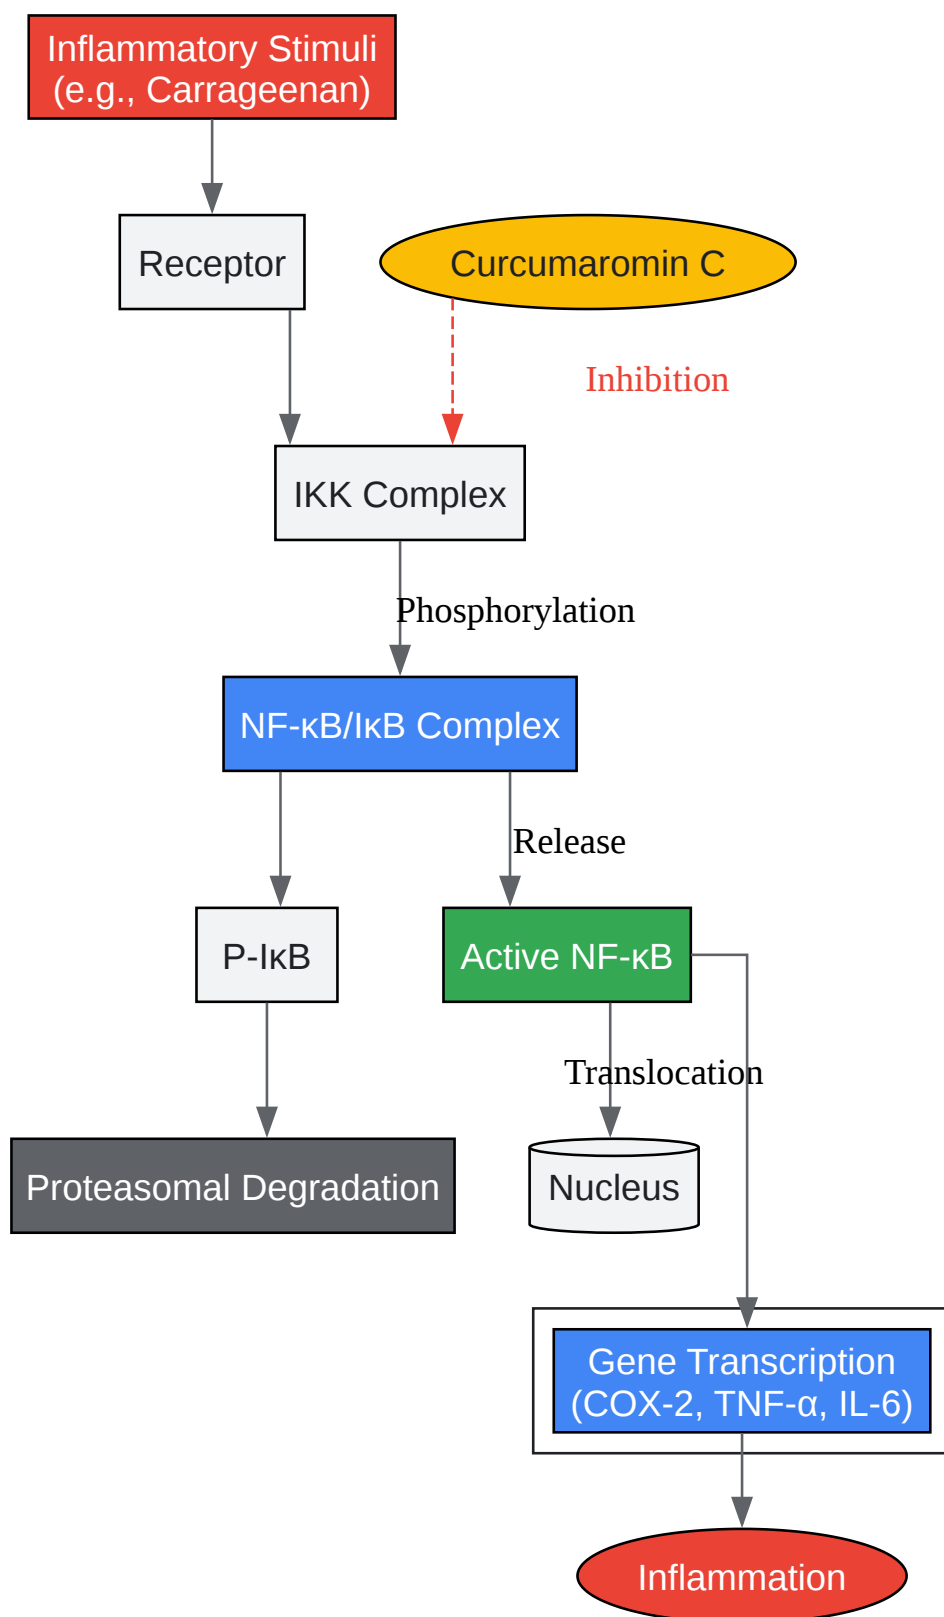 Inflammatory Stimuli
(e.g., Carrageenan)
Receptor
Curcumaromin C
Inhibition
IKK Complex
Phosphorylation
NF-κB/IκB Complex
Release
P-IκB
Active NF-κB
Translocation
Proteasomal Degradation
Nucleus
Gene Transcription
(COX-2, TNF-α, IL-6)
Inflammation